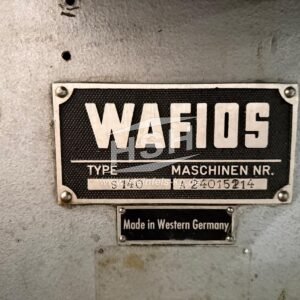 WAFIOS
TYPE MASCHINEN NR.
S 140 A 24015214
Made in Western Germany